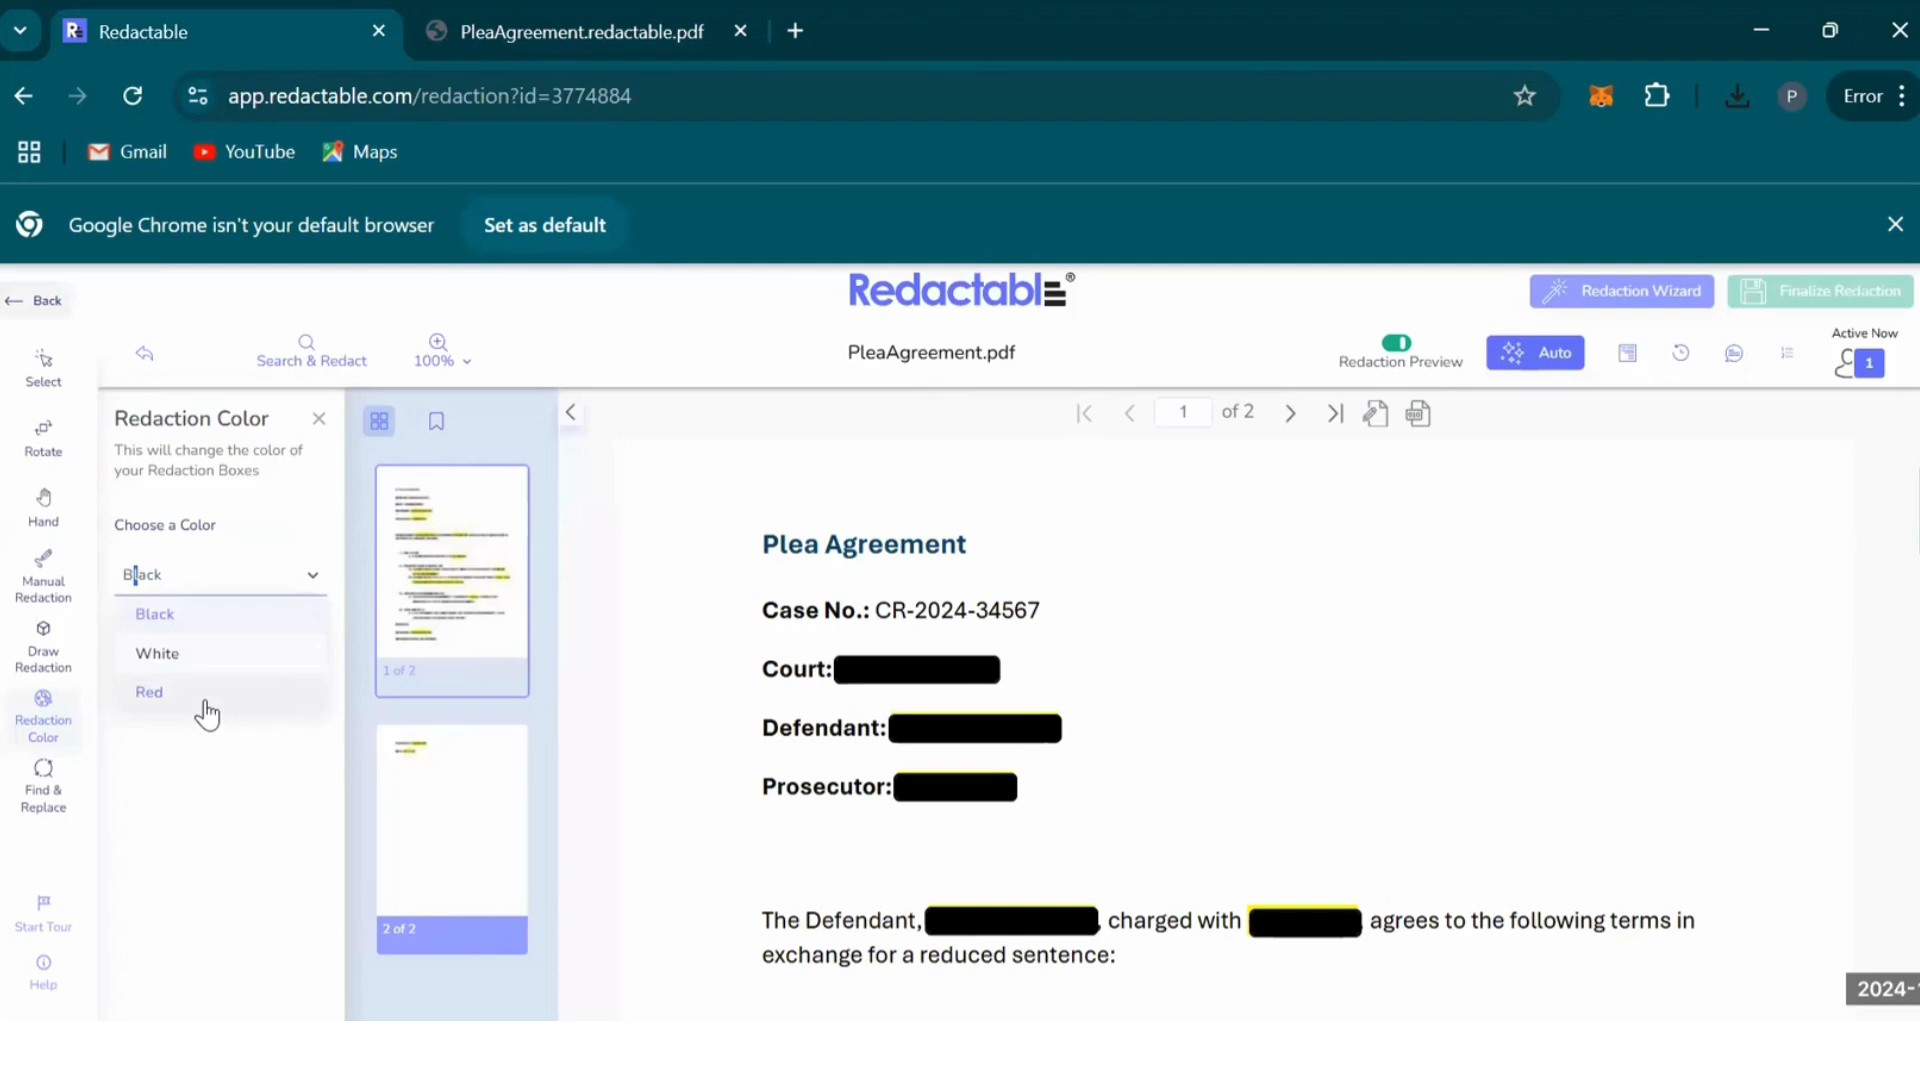 Redactable
PleaAgreement.redactable.pdf
app.redactable.com/redaction?id=3774884
P
Error
Gmail
YouTube
Maps
Google Chrome isn't your default browser
Set as default
Back
Redactable®
Redaction Wizard
Finalize Redaction
Select
Search & Redact
100%
PleaAgreement.pdf
Redaction Preview
Auto
Active Now
1
Rotate
Hand
Manual
Redaction
Draw
Redaction
Redaction
Color
Find &
Replace
Start Tour
Help
Redaction Color
This will change the color of
your Redaction Boxes
Choose a Color
Black
Black
White
Red
1 of 2
2 of 2
1 of 2
Plea Agreement
Case No.: CR-2024-34567
Court:
Defendant:
Prosecutor:
The Defendant, , charged with agrees to the following terms in
exchange for a reduced sentence:
2024-1